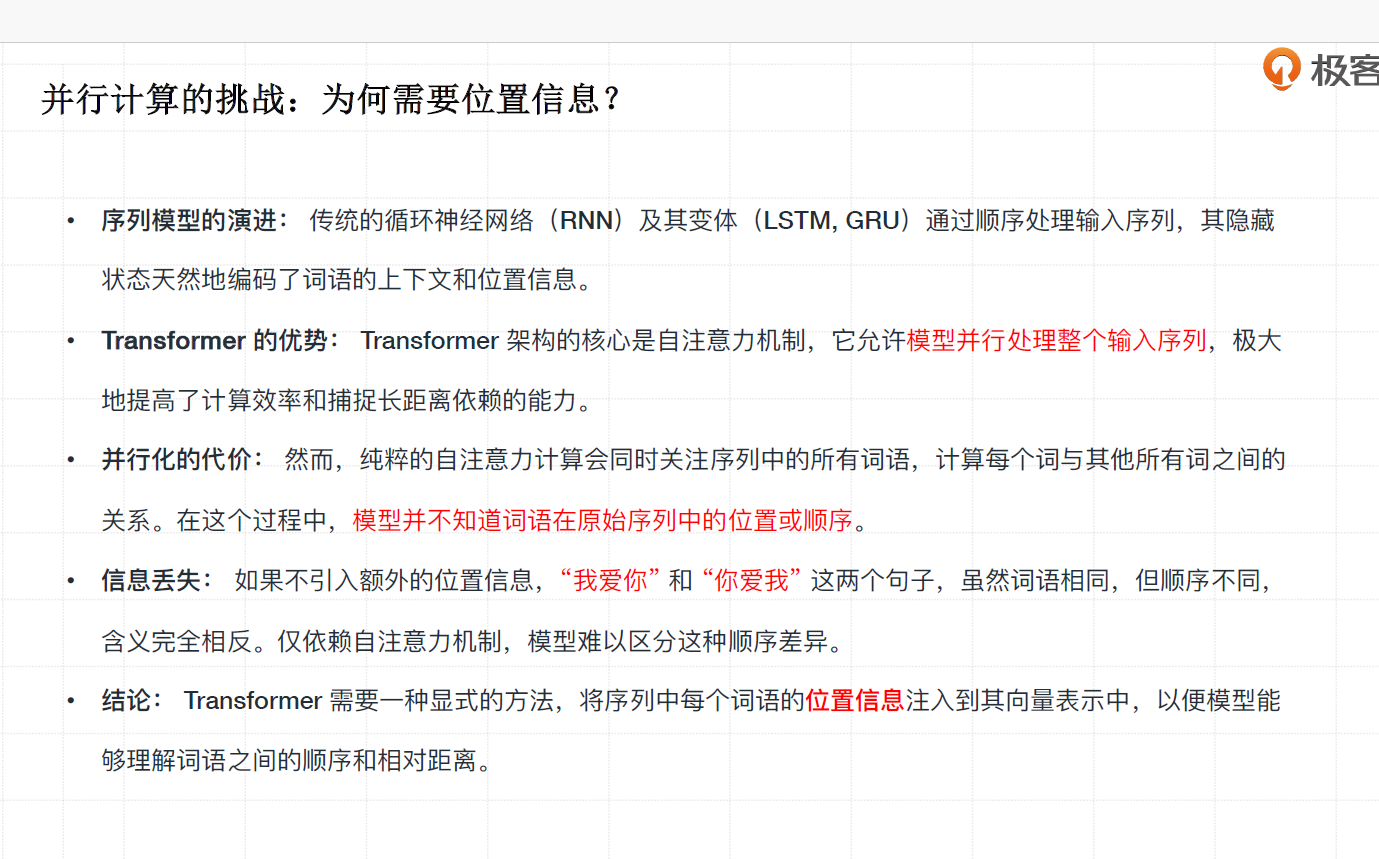 极客
并行计算的挑战：为何需要位置信息？
• 序列模型的演进： 传统的循环神经网络（RNN）及其变体（LSTM, GRU）通过顺序处理输入序列，其隐藏
状态天然地编码了词语的上下文和位置信息。
• Transformer 的优势： Transformer 架构的核心是自注意力机制，它允许模型并行处理整个输入序列，极大
地提高了计算效率和捕捉长距离依赖的能力。
• 并行化的代价： 然而，纯粹的自注意力计算会同时关注序列中的所有词语，计算每个词与其他所有词之间的
关系。在这个过程中，模型并不知道词语在原始序列中的位置或顺序。
• 信息丢失： 如果不引入额外的位置信息，“我爱你” 和 “你爱我” 这两个句子，虽然词语相同，但顺序不同，
含义完全相反。仅依赖自注意力机制，模型难以区分这种顺序差异。
• 结论： Transformer 需要一种显式的方法，将序列中每个词语的位置信息注入到其向量表示中，以便模型能
够理解词语之间的顺序和相对距离。